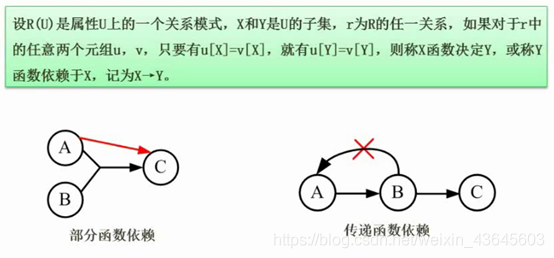 设R(U)是属性U上的一个关系模式，X和Y是U的子集，r为R的任一关系，如果对于r中
的任意两个元组u，v，只要有u[X]=v[X]，就有u[Y]=v[Y]，则称X函数决定Y，或称Y
函数依赖于X，记为X→Y。
A
C
B
部分函数依赖
A
B
C
传递函数依赖
https://blog.csdn.net/weixin_43645603